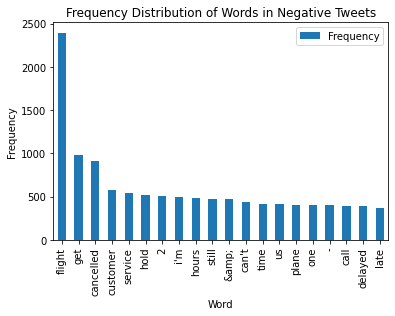 Frequency Distribution of Words in Negative Tweets
Frequency
2500
2000
1500
1000
500
0
Frequency
flight
get
cancelled
customer
service
hold
2
i'm
hours
still
&amp;
can't
time
us
plane
one
-
call
delayed
late
Word